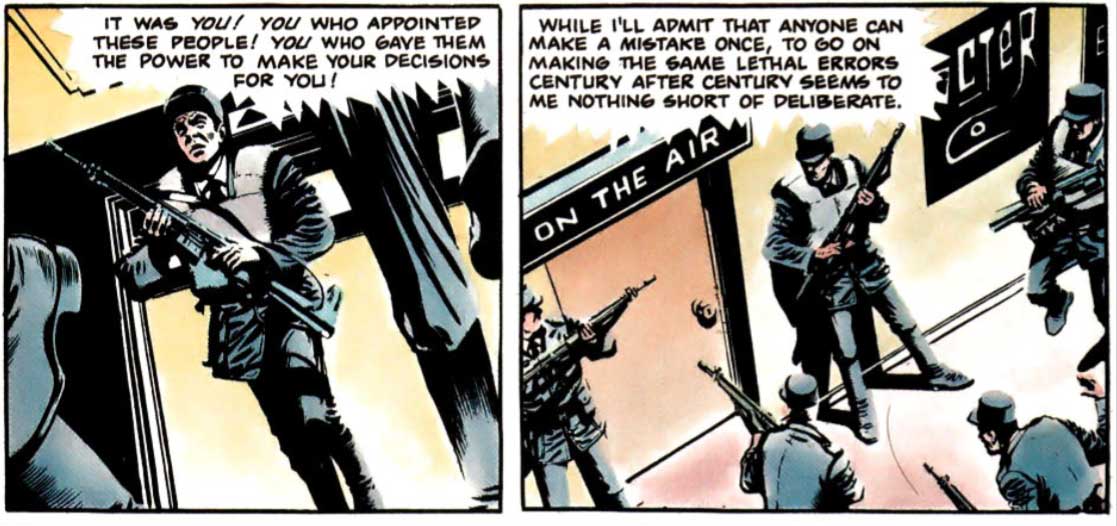 IT WAS YOU! YOU WHO APPOINTED
THESE PEOPLE! YOU WHO GAVE THEM
THE POWER TO MAKE YOUR DECISIONS
FOR YOU!
WHILE I'LL ADMIT THAT ANYONE CAN
MAKE A MISTAKE ONCE, TO GO ON
MAKING THE SAME LETHAL ERRORS
CENTURY AFTER CENTURY SEEMS TO
ME NOTHING SHORT OF DELIBERATE.
ON THE AIR